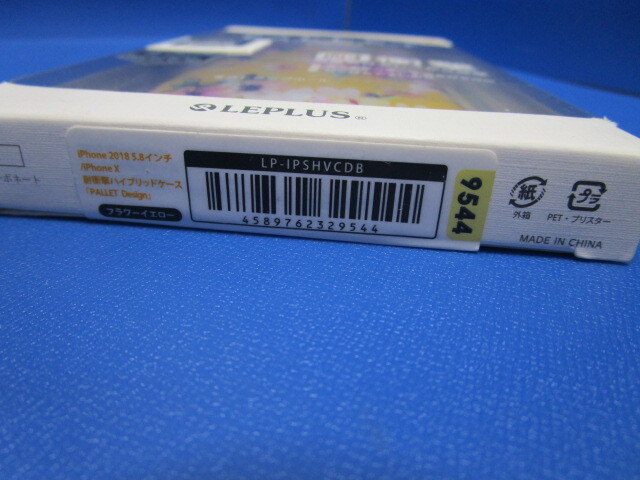 LEPLUS®
iPhone 2018 5.8インチ
/iPhone X
耐衝撃ハイブリッドケース
「PALLET Design」
フラワーイエロー
LP-IPSHVCDB
4589762329544
9544
紙
外箱
プラ
PET・ブリスター
MADE IN CHINA